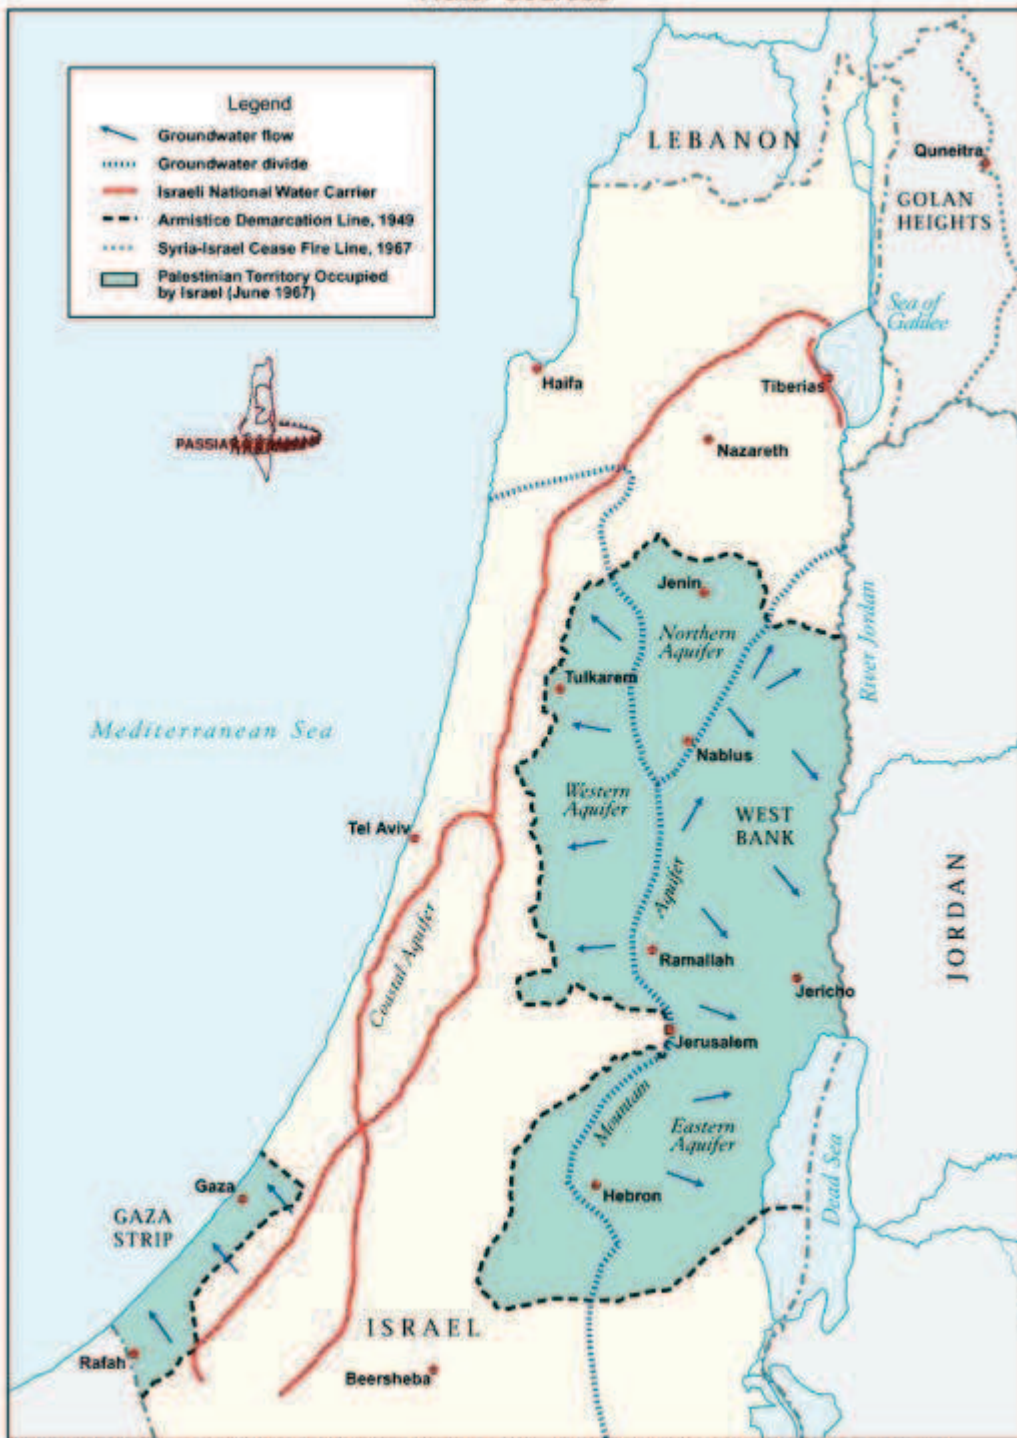 Legend
Groundwater flow
Groundwater divide
Israeli National Water Carrier
Armistice Demarcation Line, 1949
Syria-Israel Cease Fire Line, 1967
Palestinian Territory Occupied
by Israel (June 1967)
PASSIA
LEBANON
Quneitra
GOLAN
HEIGHTS
Sea of
Galilee
Haifa
Tiberias
Nazareth
Jenin
Northern
Aquifer
River Jordan
Tulkarem
Mediterranean Sea
Nablus
Western
Aquifer
WEST
BANK
Tel Aviv
Aquifer
JORDAN
Coastal Aquifer
Ramallah
Jericho
Jerusalem
Mountain
Eastern
Aquifer
Dead Sea
Gaza
Hebron
GAZA
STRIP
ISRAEL
Rafah
Beersheba